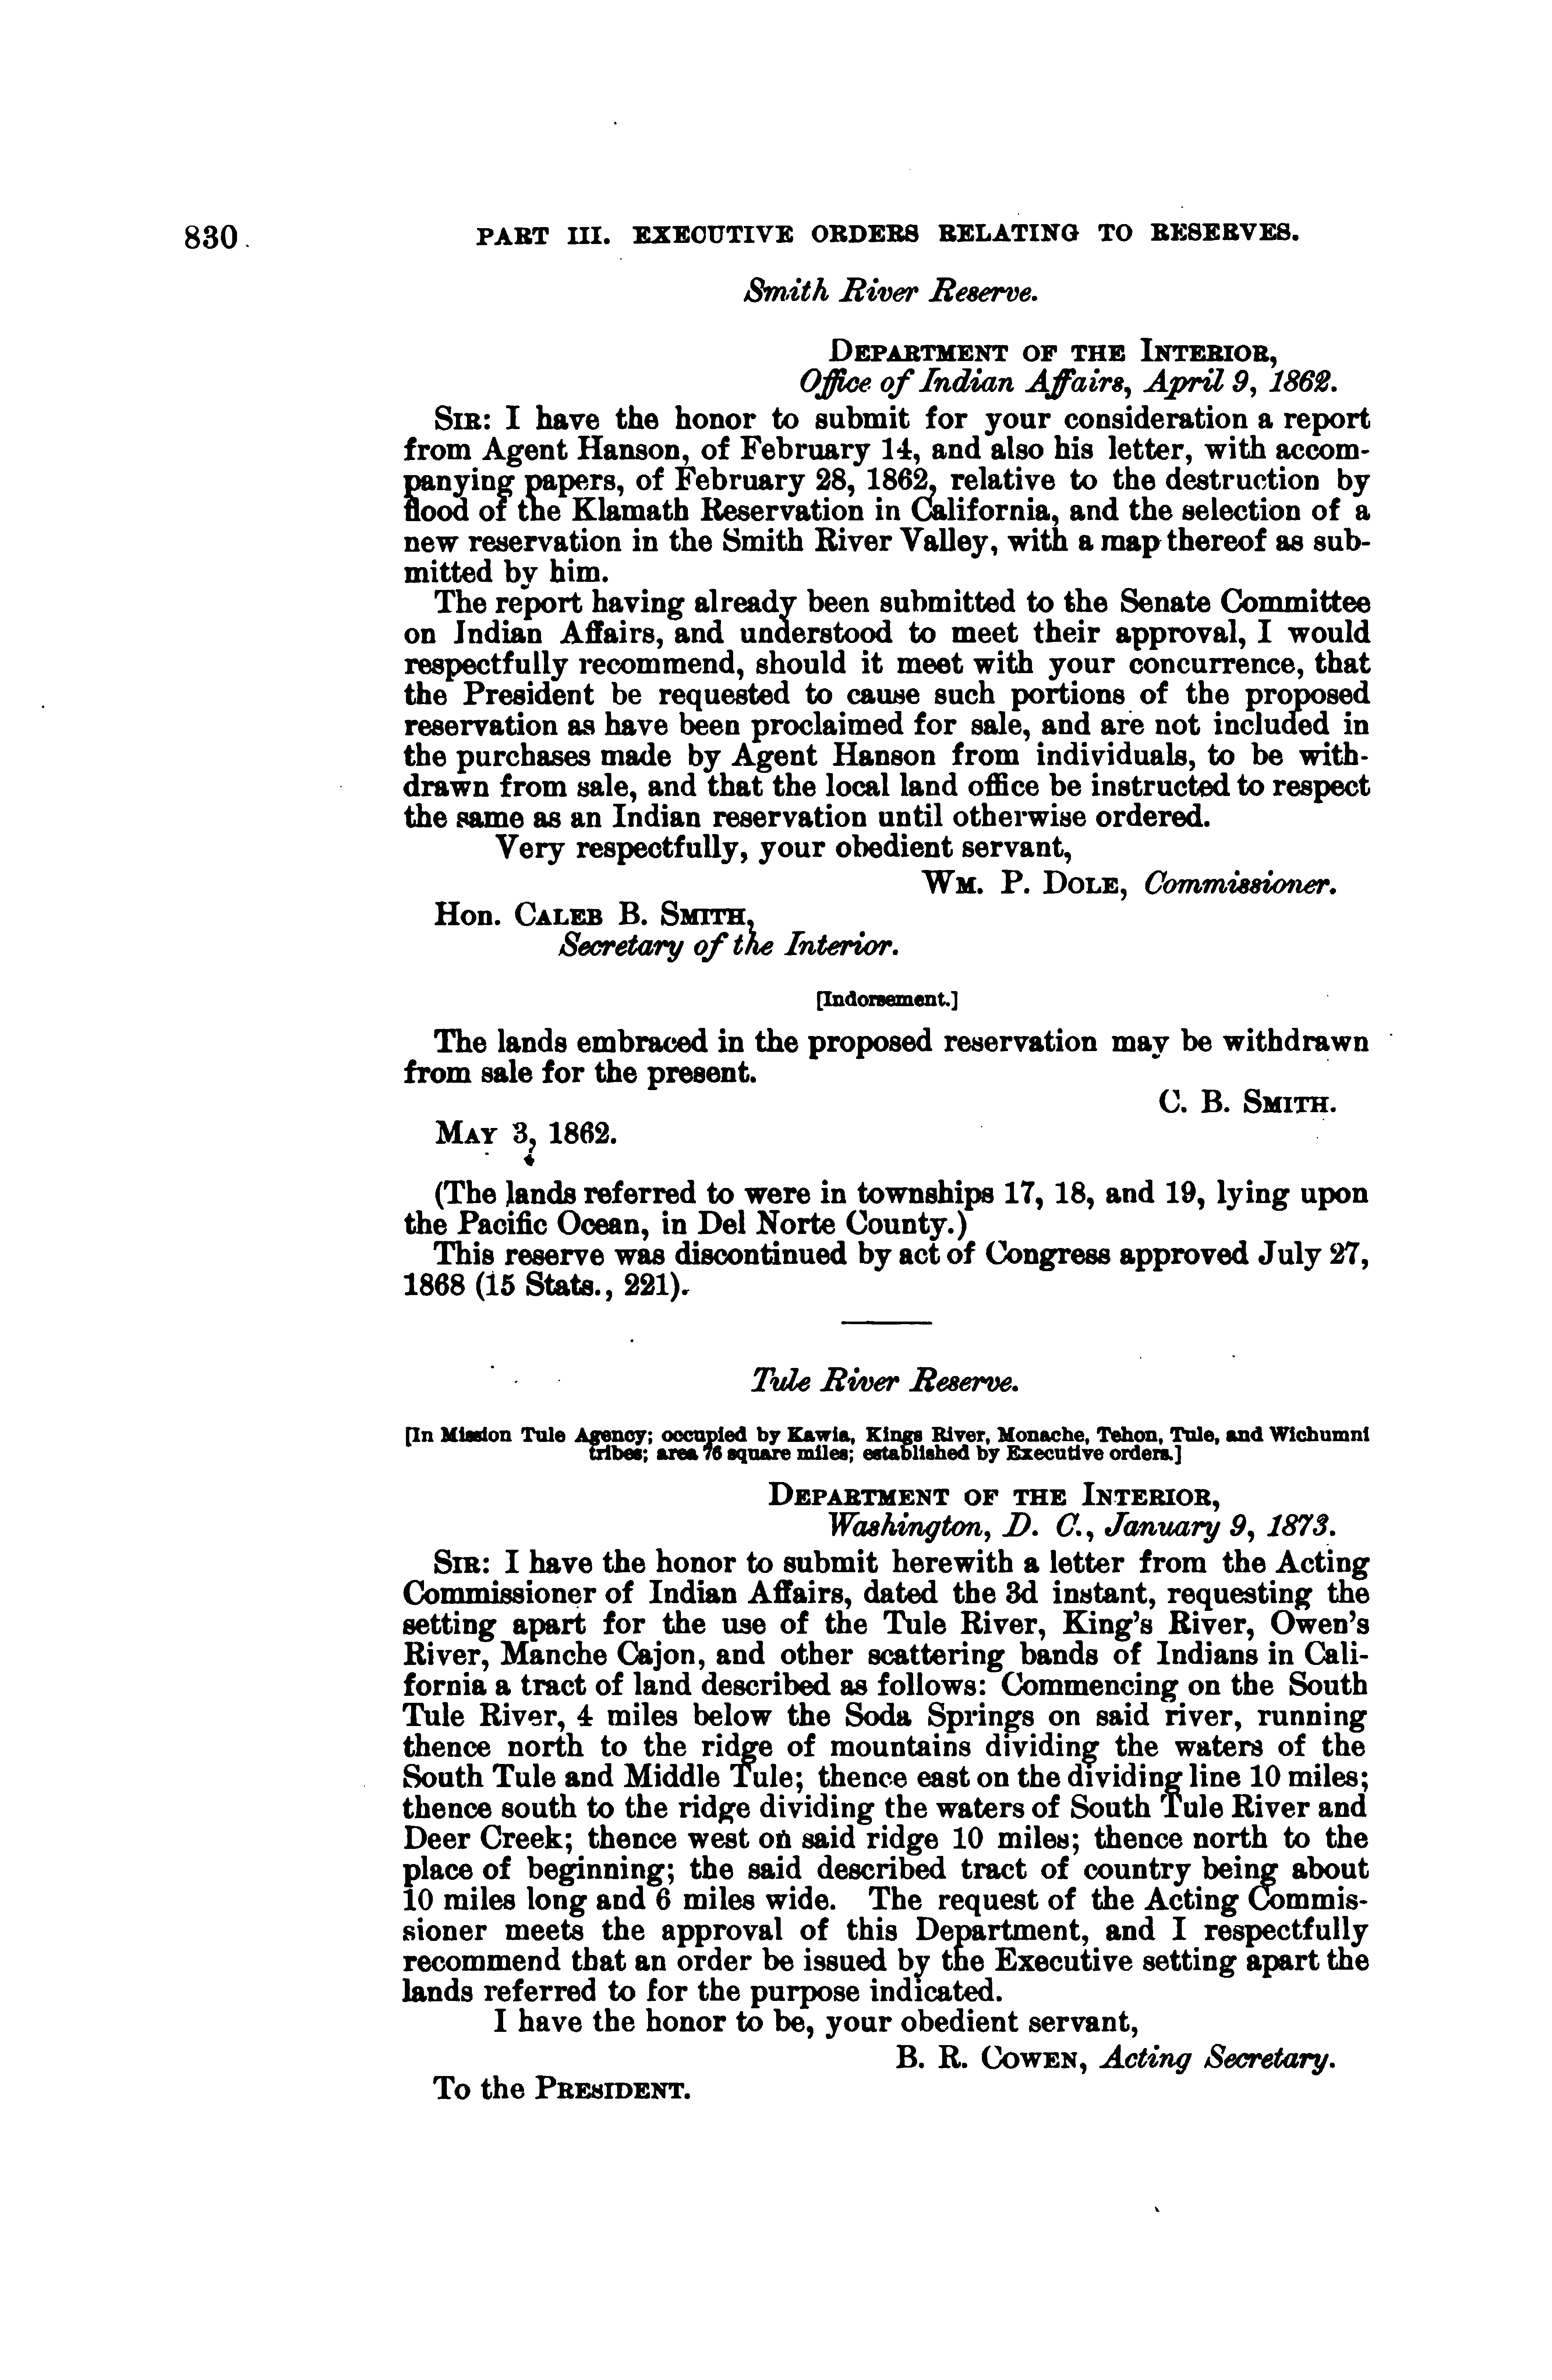 830
PART III. EXECUTIVE ORDERS RELATING TO RESERVES.
Smith River Reserve.
DEPARTMENT OF THE INTERIOR,
Office of Indian Affairs, April 9, 1862.
SIR: I have the honor to submit for your consideration a report
from Agent Hanson, of February 14, and also his letter, with accom-
panying papers, of February 28, 1862, relative to the destruction by
flood of the Klamath Reservation in California, and the selection of a
new reservation in the Smith River Valley, with a map thereof as sub-
mitted by him.
The report having already been submitted to the Senate Committee
on Indian Affairs, and understood to meet their approval, I would
respectfully recommend, should it meet with your concurrence, that
the President be requested to cause such portions of the proposed
reservation as have been proclaimed for sale, and are not included in
the purchases made by Agent Hanson from individuals, to be with-
drawn from sale, and that the local land office be instructed to respect
the same as an Indian reservation until otherwise ordered.
Very respectfully, your obedient servant,
WM. P. DOLE, Commissioner.
Hon. CALEB B. SMITH,
Secretary of the Interior.
[Indorsement.]
The lands embraced in the proposed reservation may be withdrawn
from sale for the present.
C. B. SMITH.
MAY 3, 1862.
(The lands referred to were in townships 17, 18, and 19, lying upon
the Pacific Ocean, in Del Norte County.)
This reserve was discontinued by act of Congress approved July 27,
1868 (15 Stats., 221).
Tule River Reserve.
[In Mission Tule Agency; occupied by Kawia, Kings River, Monache, Tehon, Tule, and Wichumni
tribes; area 76 square miles; established by Executive orders.]
DEPARTMENT OF THE INTERIOR,
Washington, D. C., January 9, 1873.
SIR: I have the honor to submit herewith a letter from the Acting
Commissioner of Indian Affairs, dated the 3d instant, requesting the
setting apart for the use of the Tule River, King's River, Owen's
River, Manche Cajon, and other scattering bands of Indians in Cali-
fornia a tract of land described as follows: Commencing on the South
Tule River, 4 miles below the Soda Springs on said river, running
thence north to the ridge of mountains dividing the waters of the
South Tule and Middle Tule; thence east on the dividing line 10 miles;
thence south to the ridge dividing the waters of South Tule River and
Deer Creek; thence west on said ridge 10 miles; thence north to the
place of beginning; the said described tract of country being about
10 miles long and 6 miles wide. The request of the Acting Commis-
sioner meets the approval of this Department, and I respectfully
recommend that an order be issued by the Executive setting apart the
lands referred to for the purpose indicated.
I have the honor to be, your obedient servant,
B. R. COWEN, Acting Secretary.
To the PRESIDENT.